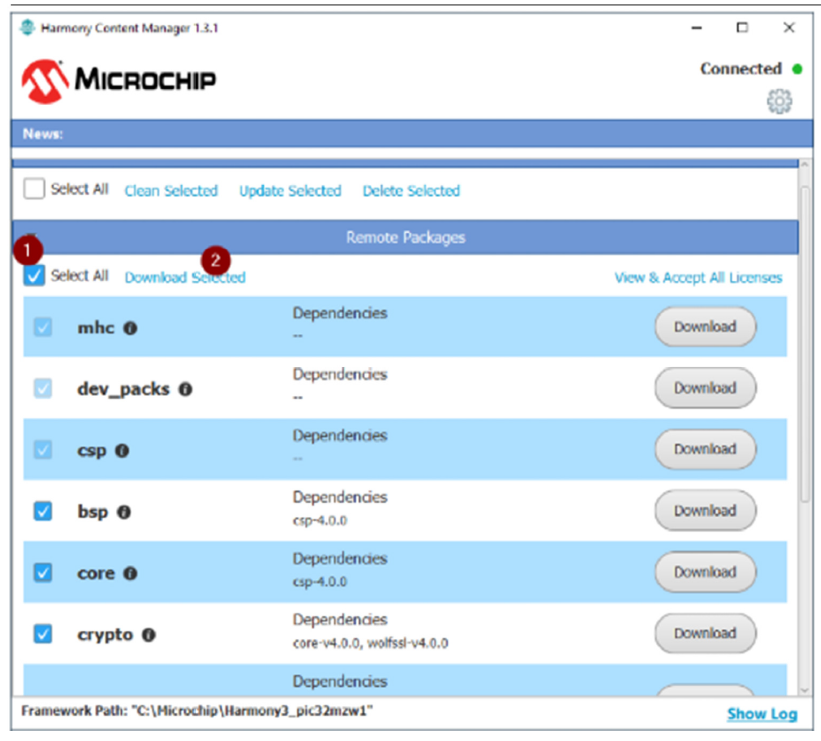 Harmony Content Manager 1.3.1
MICROCHIP
Connected
News:
Select All Clean Selected Update Selected Delete Selected
1
Remote Packages
2
Select All Download Selected View & Accept All Licenses
mhc Dependencies Download
--
dev_packs Dependencies Download
--
csp Dependencies Download
--
bsp Dependencies Download
csp-4.0.0
core Dependencies Download
csp-4.0.0
crypto Dependencies Download
core-v4.0.0, wolfssl-v4.0.0
Dependencies
Framework Path: "C:\Microchip\Harmony3_pic32mzw1" Show Log